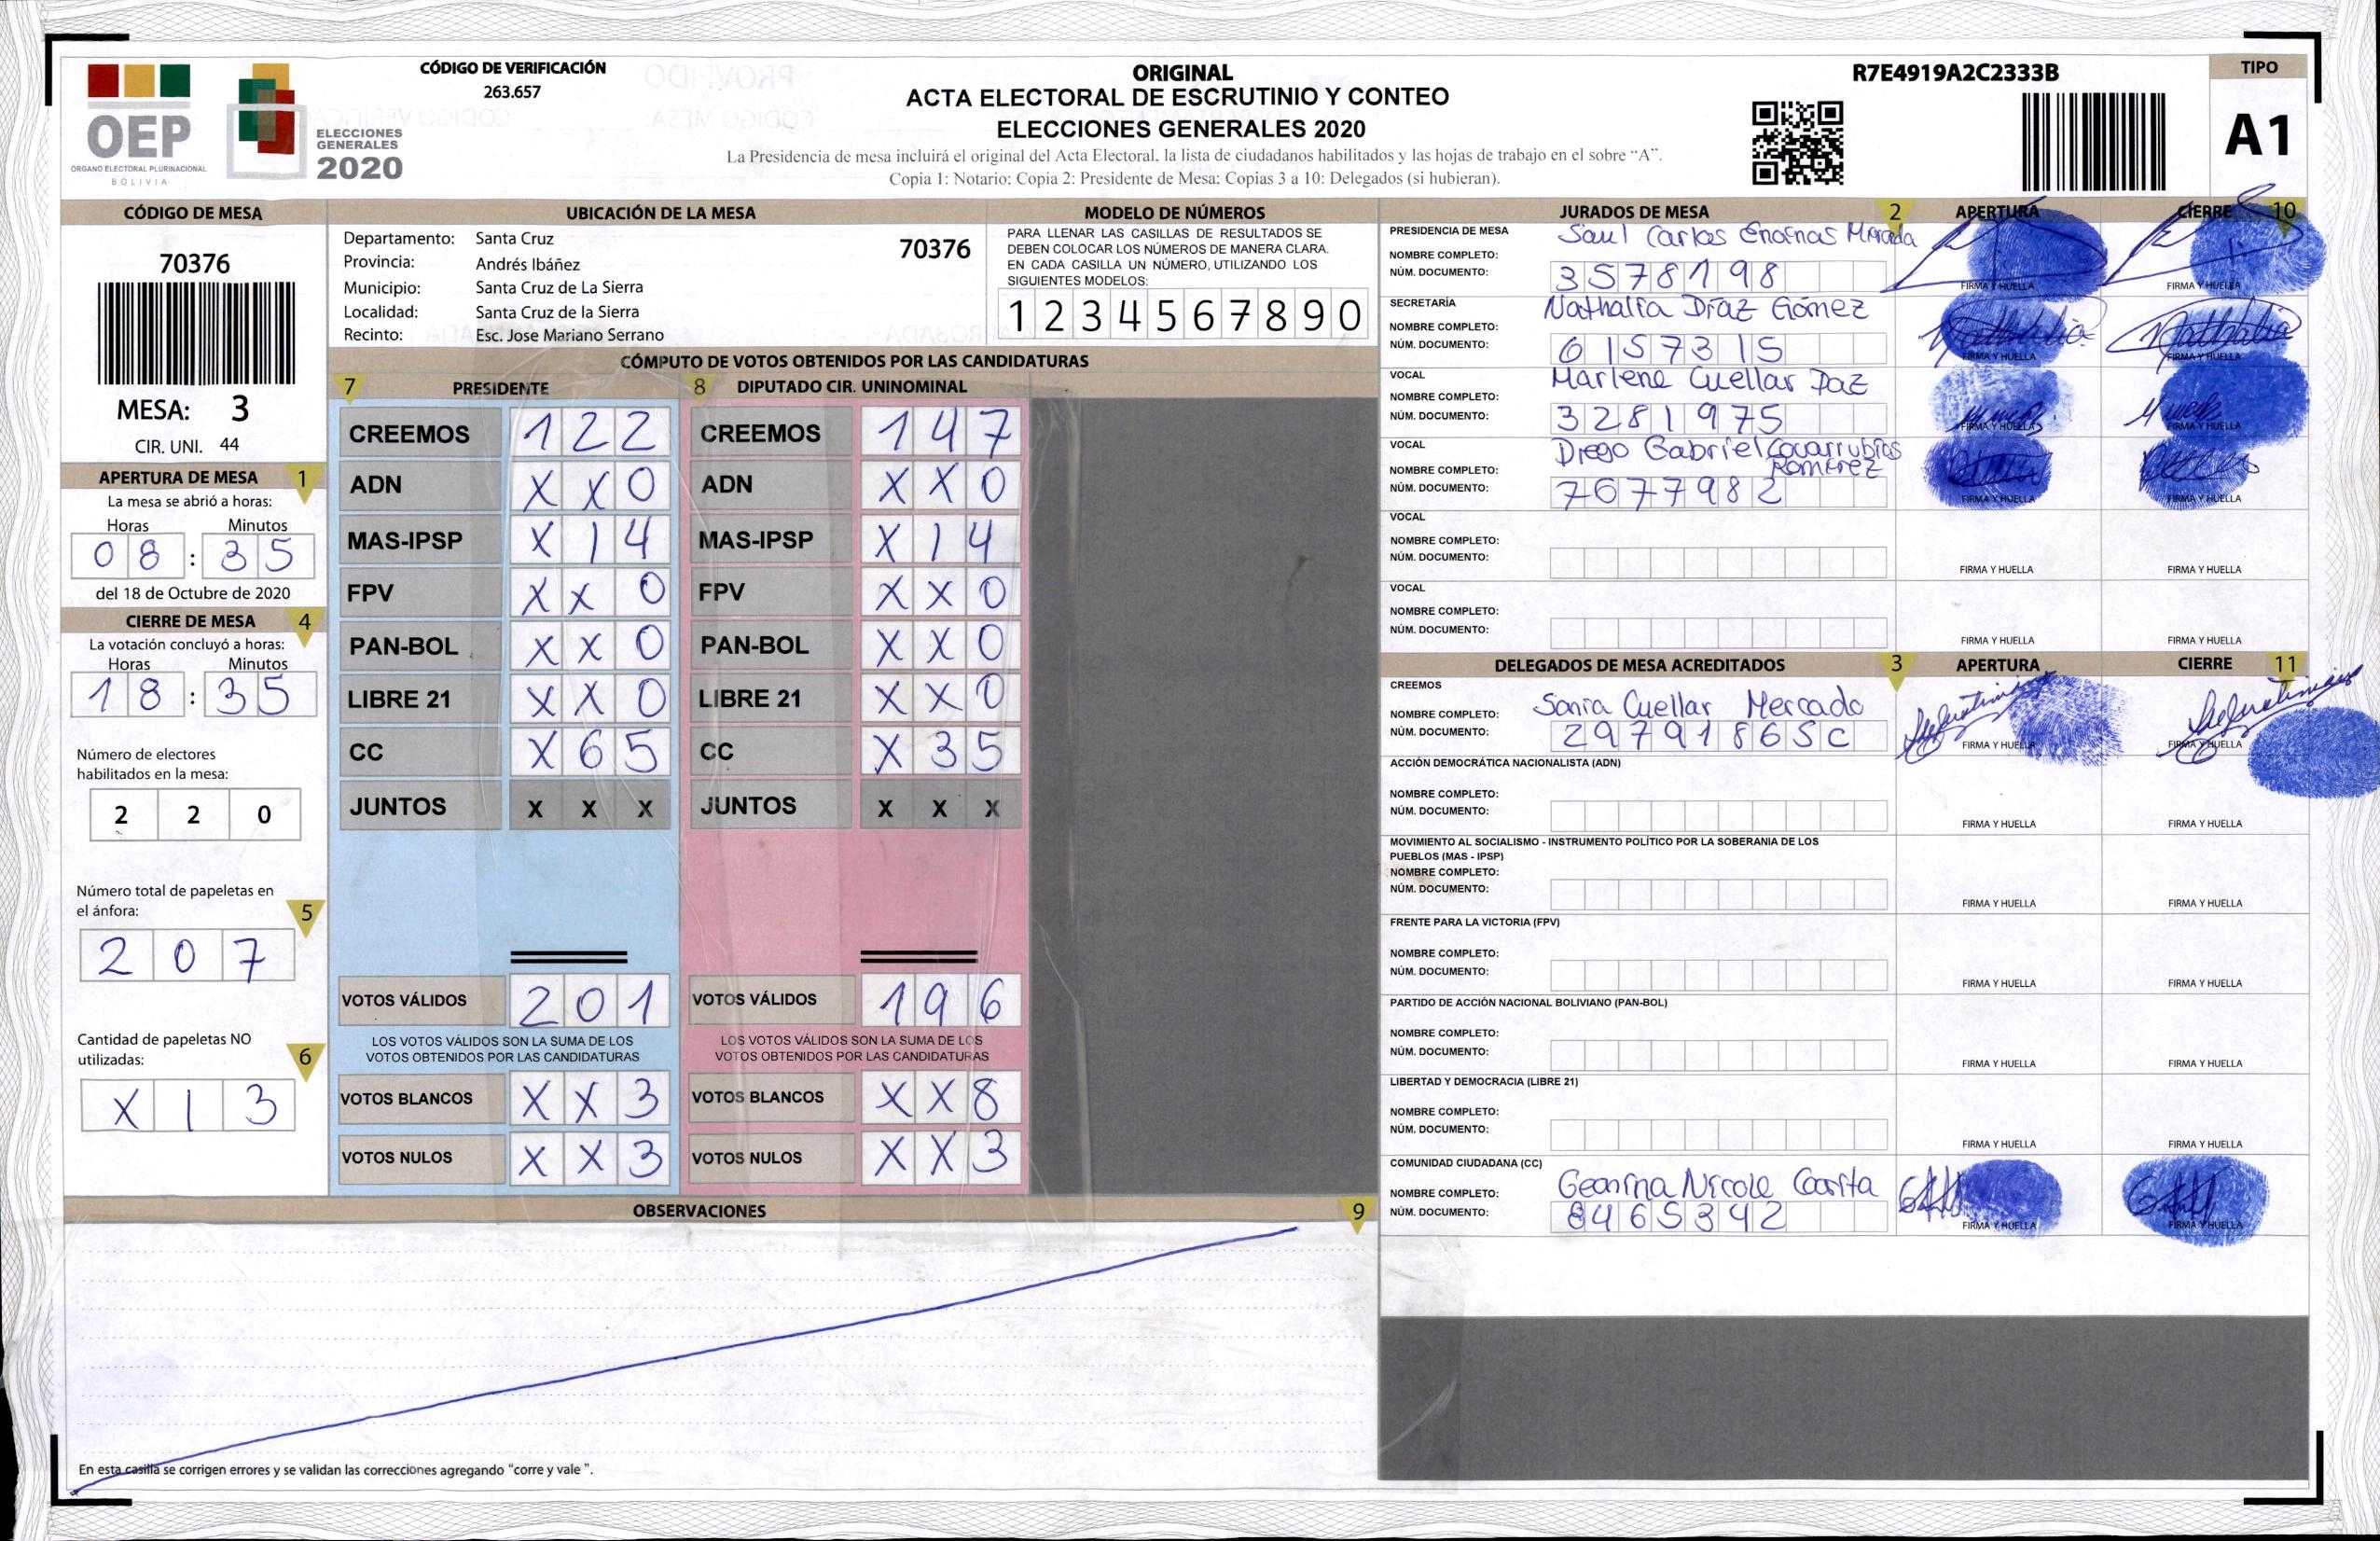 CÓDIGO DE VERIFICACIÓN
263.657
OEP
ORGANO ELECTORAL PLURINACIONAL
BOLIVIA
ELECCIONES
GENERALES
2020
ORIGINAL
ACTA ELECTORAL DE ESCRUTINIO Y CONTEO
ELECCIONES GENERALES 2020
La Presidencia de mesa incluirá el original del Acta Electoral, la lista de ciudadanos habilitados y las hojas de trabajo en el sobre “A”.
Copia 1: Notario: Copia 2: Presidente de Mesa: Copias 3 a 10: Delegados (si hubieran).
R7E4919A2C2333B
TIPO
A1
CÓDIGO DE MESA
70376
MESA: 3
CIR. UNI. 44
APERTURA DE MESA 1
La mesa se abrió a horas:
Horas Minutos
08 : 35
del 18 de Octubre de 2020
CIERRE DE MESA 4
La votación concluyó a horas:
Horas Minutos
18 : 35
Número de electores
habilitados en la mesa:
2 2 0
Número total de papeletas en
el ánfora: 5
2 0 7
Cantidad de papeletas NO
utilizadas: 6
X 1 3
UBICACIÓN DE LA MESA
Departamento: Santa Cruz 70376
Provincia: Andrés Ibáñez
Municipio: Santa Cruz de La Sierra
Localidad: Santa Cruz de la Sierra
Recinto: Esc. Jose Mariano Serrano
MODELO DE NÚMEROS
PARA LLENAR LAS CASILLAS DE RESULTADOS SE
DEBEN COLOCAR LOS NÚMEROS DE MANERA CLARA.
EN CADA CASILLA UN NÚMERO, UTILIZANDO LOS
SIGUIENTES MODELOS:
1 2 3 4 5 6 7 8 9 0
CÓMPUTO DE VOTOS OBTENIDOS POR LAS CANDIDATURAS
7 PRESIDENTE 8 DIPUTADO CIR. UNINOMINAL
CREEMOS 1 2 2 CREEMOS 1 4 7
ADN X X 0 ADN X X 0
MAS-IPSP X 1 4 MAS-IPSP X 1 4
FPV X X 0 FPV X X 0
PAN-BOL X X 0 PAN-BOL X X 0
LIBRE 21 X X 0 LIBRE 21 X X 0
CC X 6 5 CC X 3 5
JUNTOS X X X JUNTOS X X X
VOTOS VÁLIDOS 2 0 1 VOTOS VÁLIDOS 1 9 6
LOS VOTOS VÁLIDOS SON LA SUMA DE LOS LOS VOTOS VÁLIDOS SON LA SUMA DE LOS
VOTOS OBTENIDOS POR LAS CANDIDATURAS VOTOS OBTENIDOS POR LAS CANDIDATURAS
VOTOS BLANCOS X X 3 VOTOS BLANCOS X X 8
VOTOS NULOS X X 3 VOTOS NULOS X X 3
OBSERVACIONES 9
En esta casilla se corrigen errores y se validan las correcciones agregando “corre y vale ”.
JURADOS DE MESA 2 APERTURA CIERRE 10
PRESIDENCIA DE MESA
NOMBRE COMPLETO: Saul Carlos
NÚM. DOCUMENTO: 3578198
FIRMA Y HUELLA FIRMA Y HUELLA
SECRETARÍA
NOMBRE COMPLETO: Nathalia Díaz Gómez
NÚM. DOCUMENTO: 6157315
Nathalia Nathalia
FIRMA Y HUELLA FIRMA Y HUELLA
VOCAL
NOMBRE COMPLETO: Marlene Cuellar Paz
NÚM. DOCUMENTO: 3281975
FIRMA Y HUELLA FIRMA Y HUELLA
VOCAL
NOMBRE COMPLETO: Diego Gabriel Covarrubias
Ramírez
NÚM. DOCUMENTO: 7677982
FIRMA Y HUELLA FIRMA Y HUELLA
VOCAL
NOMBRE COMPLETO:
NÚM. DOCUMENTO:
FIRMA Y HUELLA FIRMA Y HUELLA
VOCAL
NOMBRE COMPLETO:
NÚM. DOCUMENTO:
FIRMA Y HUELLA FIRMA Y HUELLA
DELEGADOS DE MESA ACREDITADOS 3 APERTURA CIERRE 11
CREEMOS
NOMBRE COMPLETO: Sonia Cuellar Mercado
NÚM. DOCUMENTO: 2979186SC
FIRMA Y HUELLA FIRMA Y HUELLA
ACCIÓN DEMOCRÁTICA NACIONALISTA (ADN)
NOMBRE COMPLETO:
NÚM. DOCUMENTO:
FIRMA Y HUELLA FIRMA Y HUELLA
MOVIMIENTO AL SOCIALISMO - INSTRUMENTO POLÍTICO POR LA SOBERANIA DE LOS
PUEBLOS (MAS - IPSP)
NOMBRE COMPLETO:
NÚM. DOCUMENTO:
FIRMA Y HUELLA FIRMA Y HUELLA
FRENTE PARA LA VICTORIA (FPV)
NOMBRE COMPLETO:
NÚM. DOCUMENTO:
FIRMA Y HUELLA FIRMA Y HUELLA
PARTIDO DE ACCIÓN NACIONAL BOLIVIANO (PAN-BOL)
NOMBRE COMPLETO:
NÚM. DOCUMENTO:
FIRMA Y HUELLA FIRMA Y HUELLA
LIBERTAD Y DEMOCRACIA (LIBRE 21)
NOMBRE COMPLETO:
NÚM. DOCUMENTO:
FIRMA Y HUELLA FIRMA Y HUELLA
COMUNIDAD CIUDADANA (CC)
NOMBRE COMPLETO: Nicole
NÚM. DOCUMENTO: 8465342
FIRMA Y HUELLA FIRMA Y HUELLA